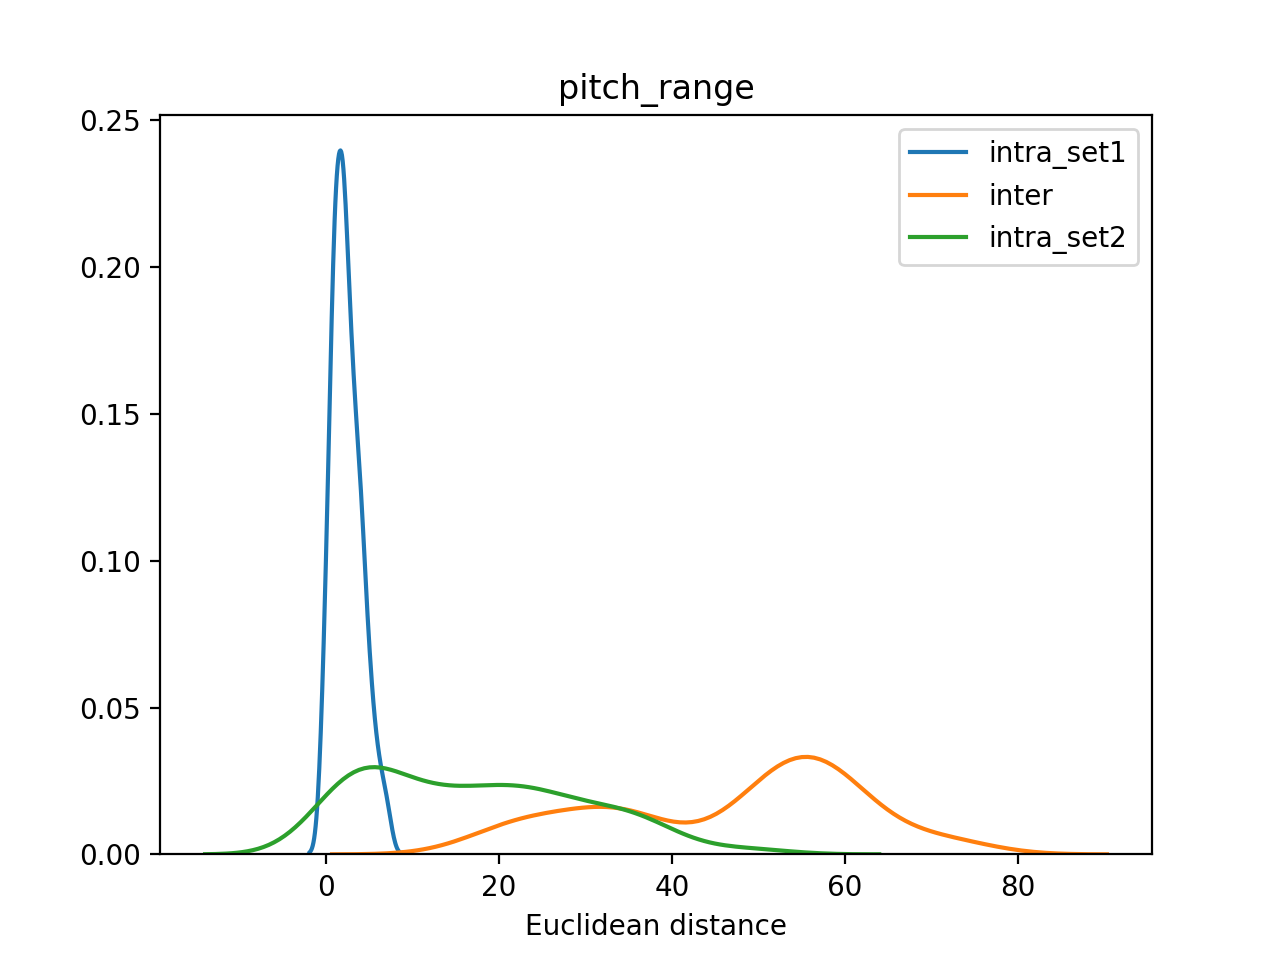 pitch_range
0.25
0.20
0.15
0.10
0.05
0.00
intra_set1
inter
intra_set2
0 20 40 60 80
Euclidean distance